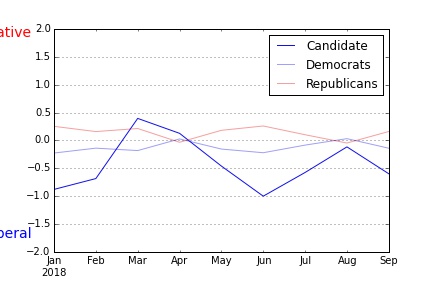 2.0
ative
1.5
1.0
0.5
0.0
−0.5
−1.0
−1.5
beral
−2.0
Candidate
Democrats
Republicans
Jan Feb Mar Apr May Jun Jul Aug Sep
2018